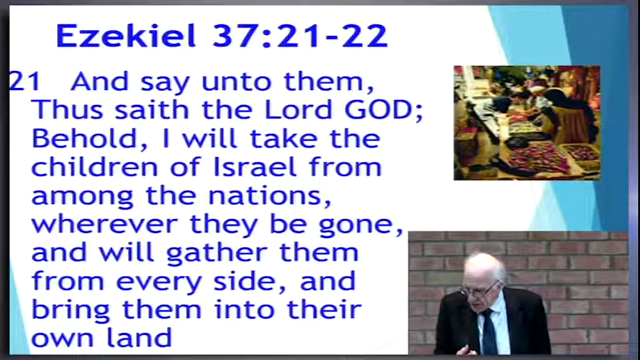 Ezekiel 37:21-22
21 And say unto them,
Thus saith the Lord GOD;
Behold, I will take the
children of Israel from
among the nations,
wherever they be gone,
and will gather them
from every side, and
bring them into their
own land